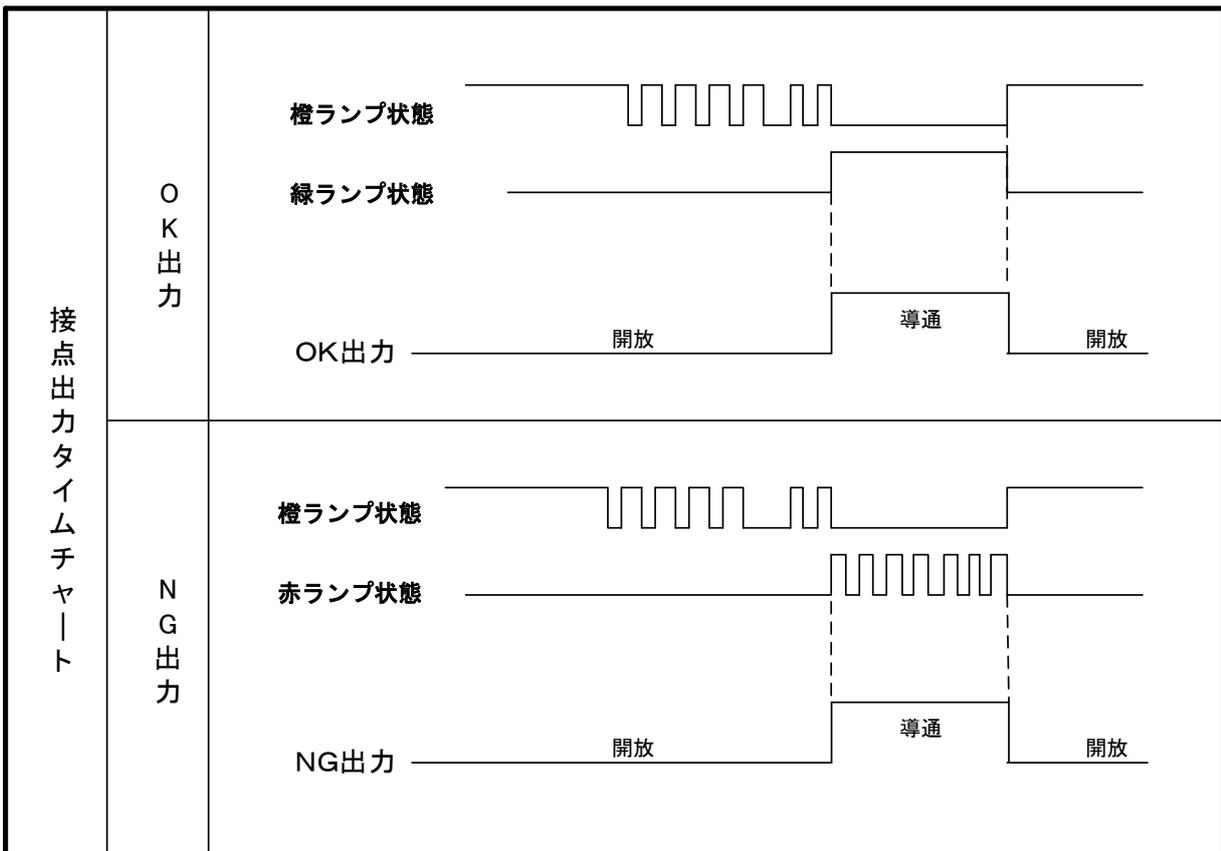 接点出力タイムチャート
OK出力
橙ランプ状態
緑ランプ状態
導通
OK出力
開放
開放
NG出力
橙ランプ状態
赤ランプ状態
導通
NG出力
開放
開放